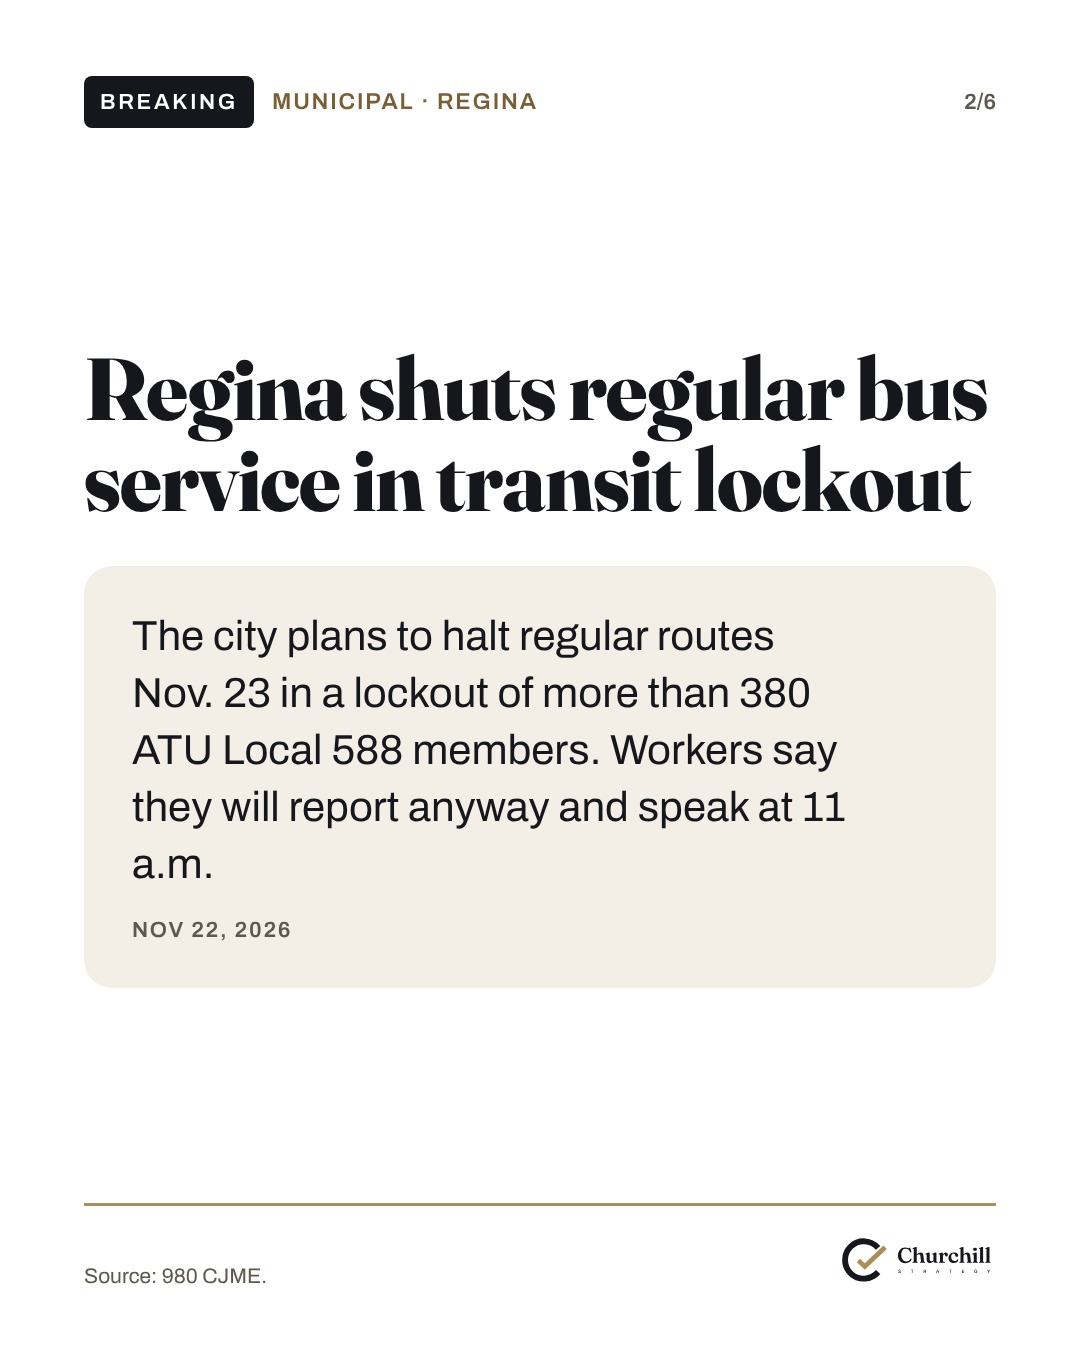 BREAKING MUNICIPAL · REGINA 2/6
Regina shuts regular bus
service in transit lockout
The city plans to halt regular routes
Nov. 23 in a lockout of more than 380
ATU Local 588 members. Workers say
they will report anyway and speak at 11
a.m.
NOV 22, 2026
Source: 980 CJME.
Churchill
STRATEGY